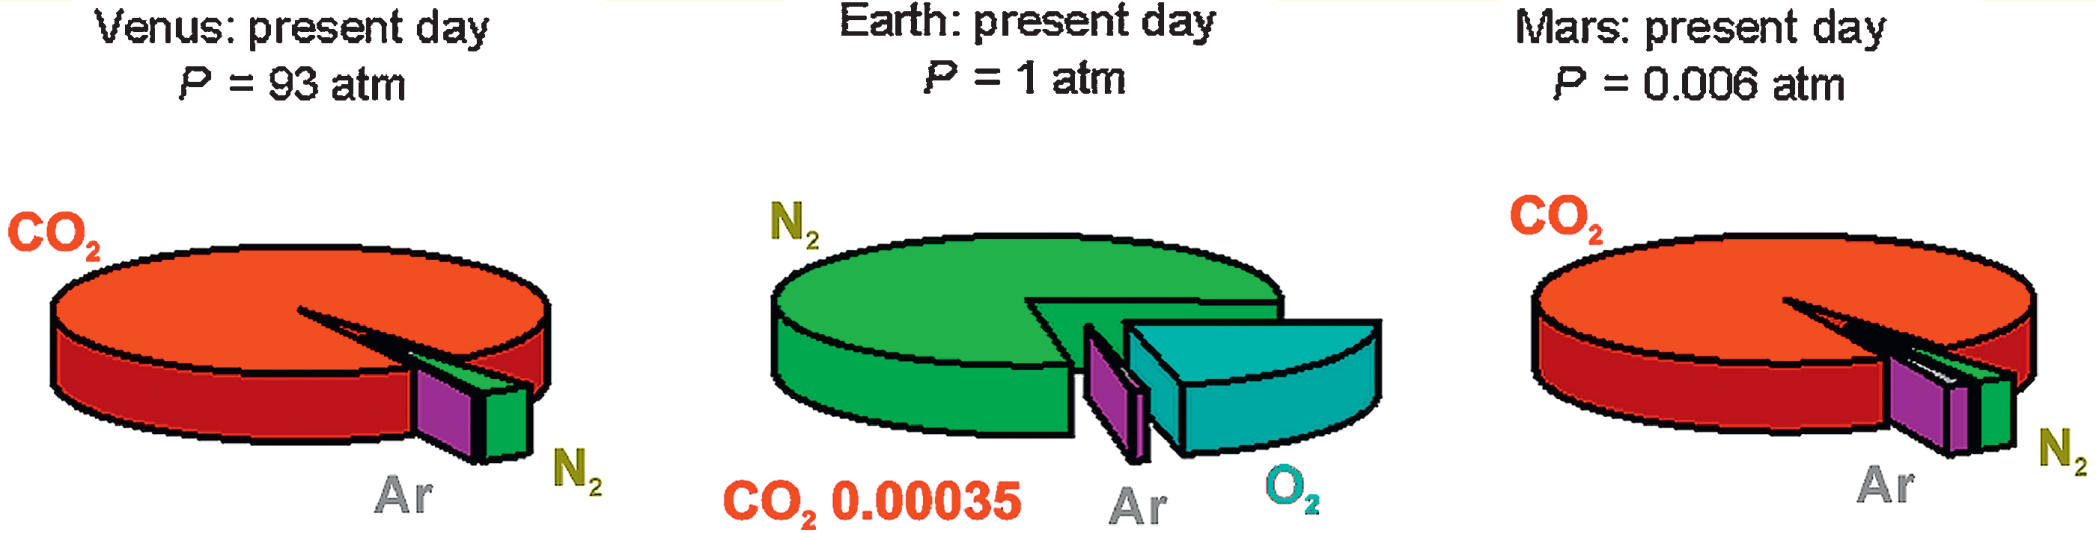 Venus: present day
P = 93 atm
CO₂
Ar
N₂
Earth: present day
P = 1 atm
N₂
CO₂ 0.00035
Ar
O₂
Mars: present day
P = 0.006 atm
CO₂
Ar
N₂